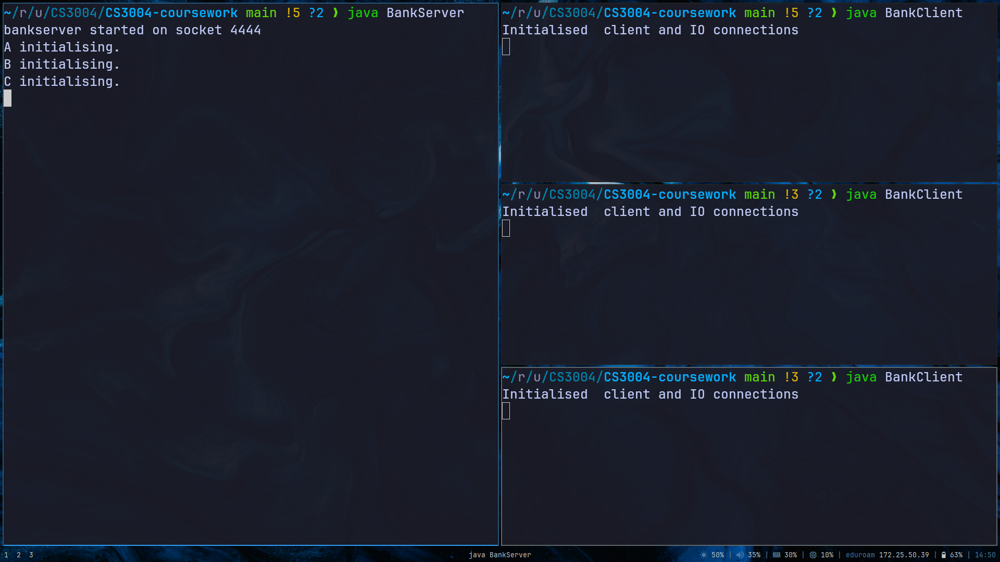 ~/r/u/CS3004/CS3004-coursework main !5 ?2 ❯ java BankServer
bankserver started on socket 4444
A initialising.
B initialising.
C initialising.
~/r/u/CS3004/CS3004-coursework main !5 ?2 ❯ java BankClient
Initialised  client and IO connections
~/r/u/CS3004/CS3004-coursework main !3 ?2 ❯ java BankClient
Initialised  client and IO connections
~/r/u/CS3004/CS3004-coursework main !3 ?2 ❯ java BankClient
Initialised  client and IO connections
1 2 3 java BankServer 50% | 35% | 30% | 10% | eduroam 172.25.50.39 | 63% | 14:50